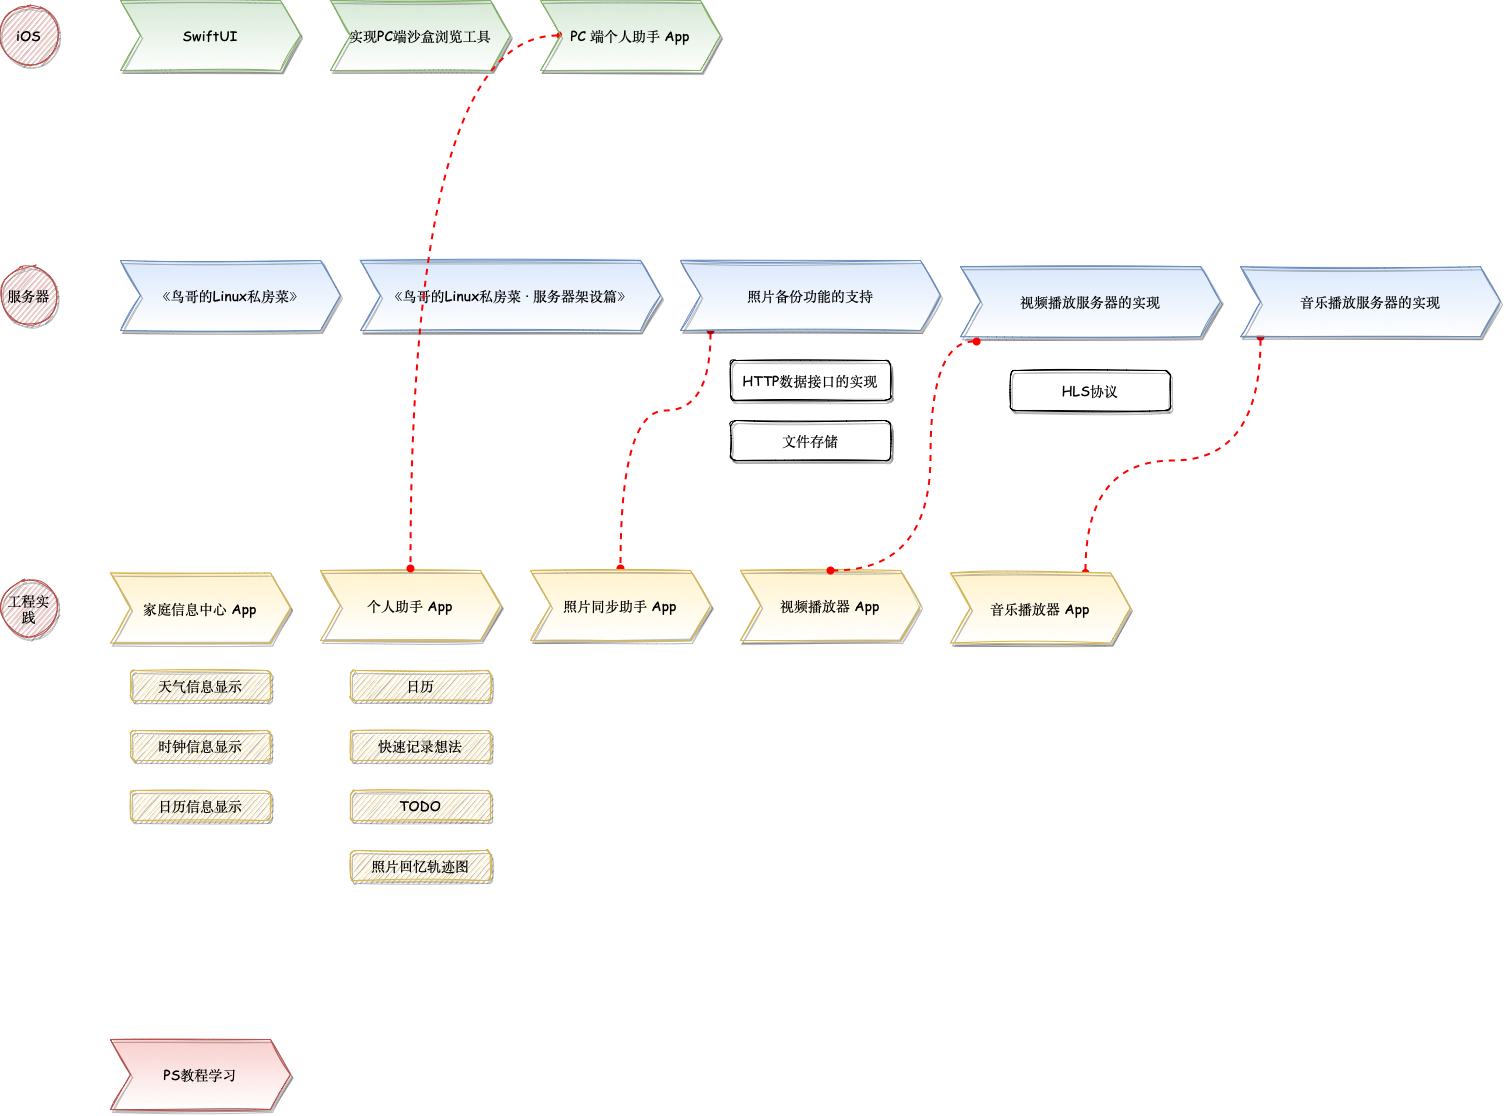 iOS
SwiftUI
实现PC端沙盒浏览工具
PC 端个人助手 App
服务器
《鸟哥的Linux私房菜》
《鸟哥的Linux私房菜 · 服务器架设篇》
照片备份功能的支持
视频播放服务器的实现
音乐播放服务器的实现
HTTP数据接口的实现
文件存储
HLS协议
工程实
践
家庭信息中心 App
个人助手 App
照片同步助手 App
视频播放器 App
音乐播放器 App
天气信息显示
时钟信息显示
日历信息显示
日历
快速记录想法
TODO
照片回忆轨迹图
PS教程学习